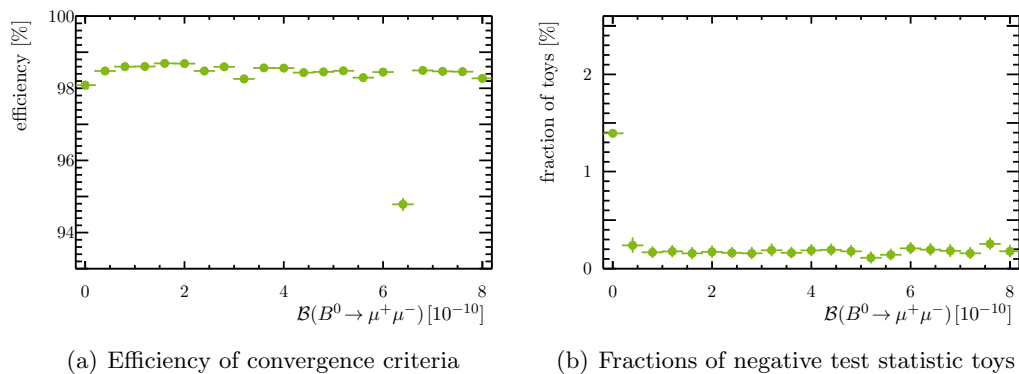 efficiency [%]
100
98
96
94
0
2
4
6
8
B(B⁰ → μ⁺μ⁻) [10⁻¹⁰]
(a) Efficiency of convergence criteria
fraction of toys [%]
2
1
0
0
2
4
6
8
B(B⁰ → μ⁺μ⁻) [10⁻¹⁰]
(b) Fractions of negative test statistic toys